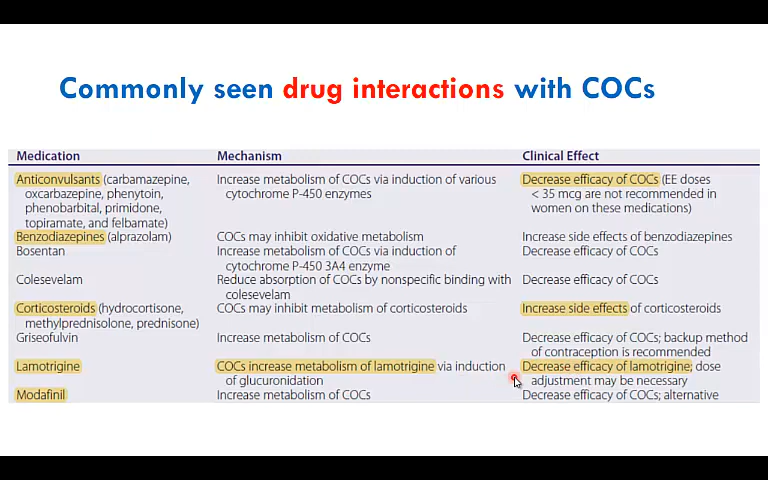 Commonly seen drug interactions with COCs
Medication Mechanism Clinical Effect
Anticonvulsants (carbamazepine, Increase metabolism of COCs via induction of various Decrease efficacy of COCs (EE doses
oxcarbazepine, phenytoin, cytochrome P-450 enzymes < 35 mcg are not recommended in
phenobarbital, primidone, women on these medications)
topiramate, and felbamate)
Benzodiazepines (alprazolam) COCs may inhibit oxidative metabolism Increase side effects of benzodiazepines
Bosentan Increase metabolism of COCs via induction of Decrease efficacy of COCs
cytochrome P-450 3A4 enzyme
Colesevelam Reduce absorption of COCs by nonspecific binding with Decrease efficacy of COCs
colesevelam
Corticosteroids (hydrocortisone, COCs may inhibit metabolism of corticosteroids Increase side effects of corticosteroids
methylprednisolone, prednisone)
Griseofulvin Increase metabolism of COCs Decrease efficacy of COCs; backup method
of contraception is recommended
Lamotrigine COCs increase metabolism of lamotrigine via induction Decrease efficacy of lamotrigine; dose
of glucuronidation adjustment may be necessary
Modafinil Increase metabolism of COCs Decrease efficacy of COCs; alternative